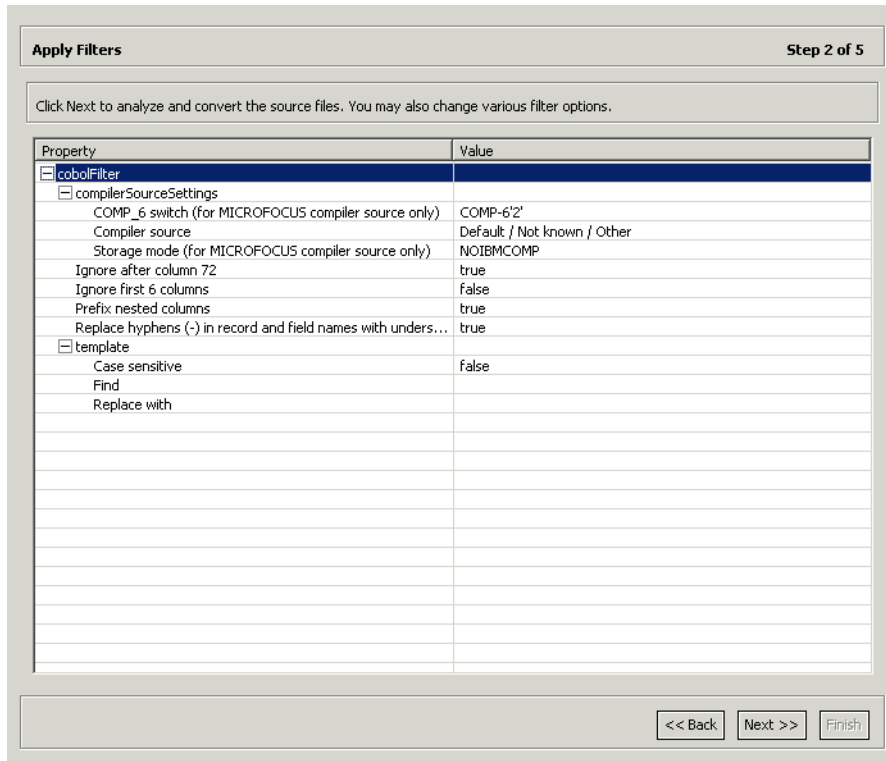 Apply Filters Step 2 of 5
Click Next to analyze and convert the source files. You may also change various filter options.
Property Value
cobolFilter
compilerSourceSettings
COMP_6 switch (for MICROFOCUS compiler source only) COMP-6'2'
Compiler source Default / Not known / Other
Storage mode (for MICROFOCUS compiler source only) NOIBMCOMP
Ignore after column 72 true
Ignore first 6 columns false
Prefix nested columns true
Replace hyphens (-) in record and field names with unders... true
template
Case sensitive false
Find
Replace with
<< Back Next >> Finish